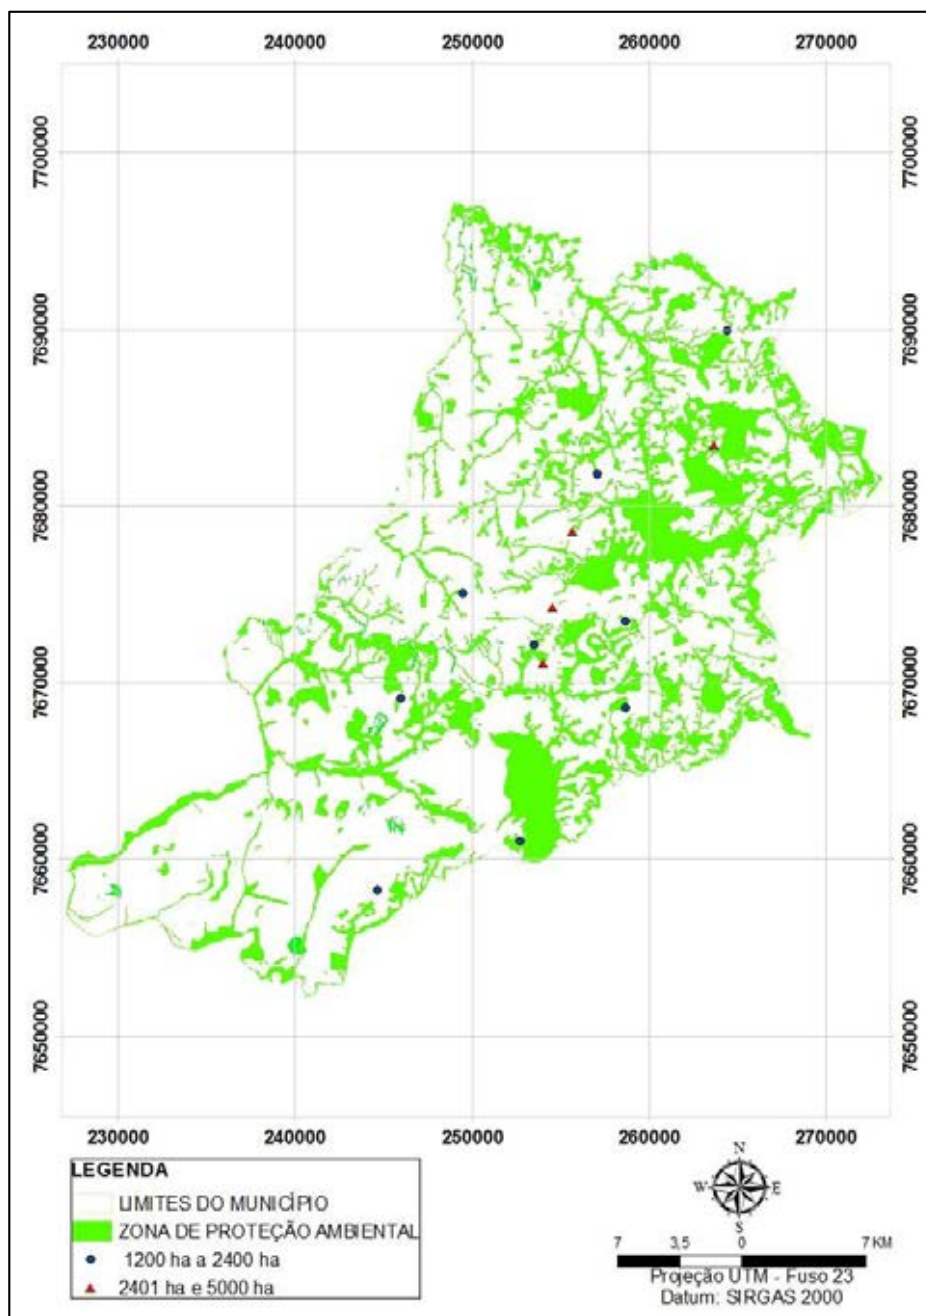 230000 240000 250000 260000 270000
7700000 7700000
7690000 7690000
7680000 7680000
7670000 7670000
7660000 7660000
7650000 7650000
230000 240000 250000 260000 270000
LEGENDA
LIMITES DO MUNICÍPIO
ZONA DE PROTEÇÃO AMBIENTAL
1200 ha a 2400 ha
2401 ha e 5000 ha
N
W E
S
7 3,5 0 7 KM
Projeção UTM - Fuso 23
Datum: SIRGAS 2000